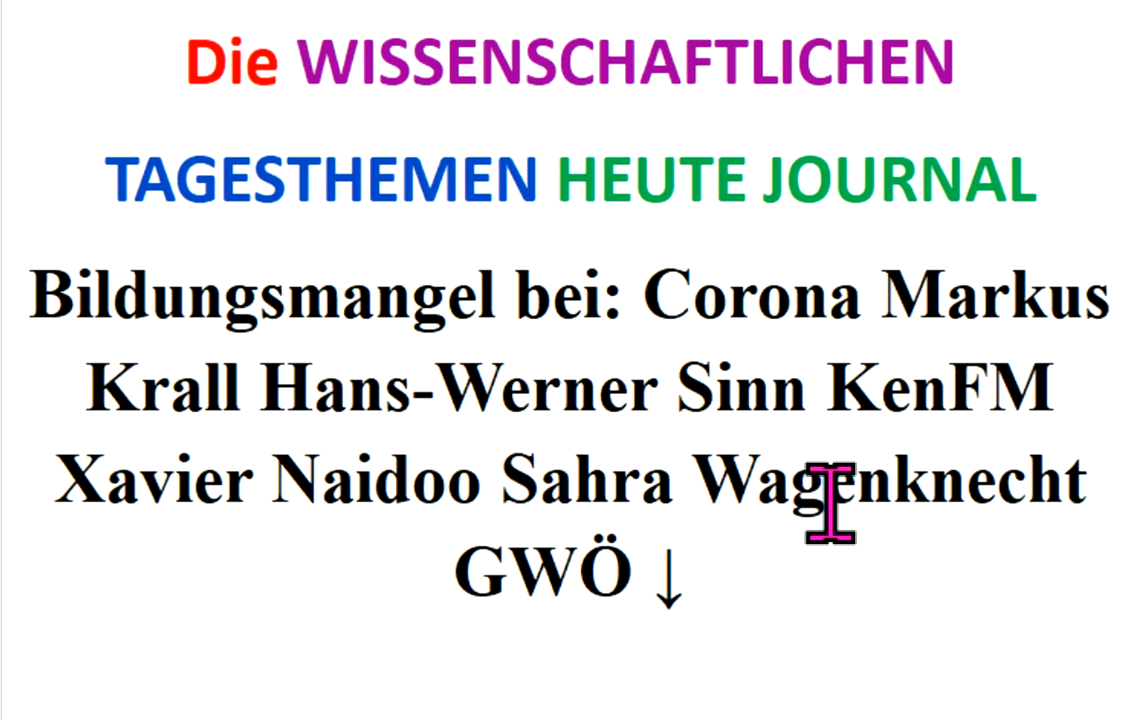 Die WISSENSCHAFTLICHEN
TAGESTHEMEN HEUTE JOURNAL
Bildungsmangel bei: Corona Markus
Krall Hans-Werner Sinn KenFM
Xavier Naidoo Sahra Wagenknecht
GWÖ ↓